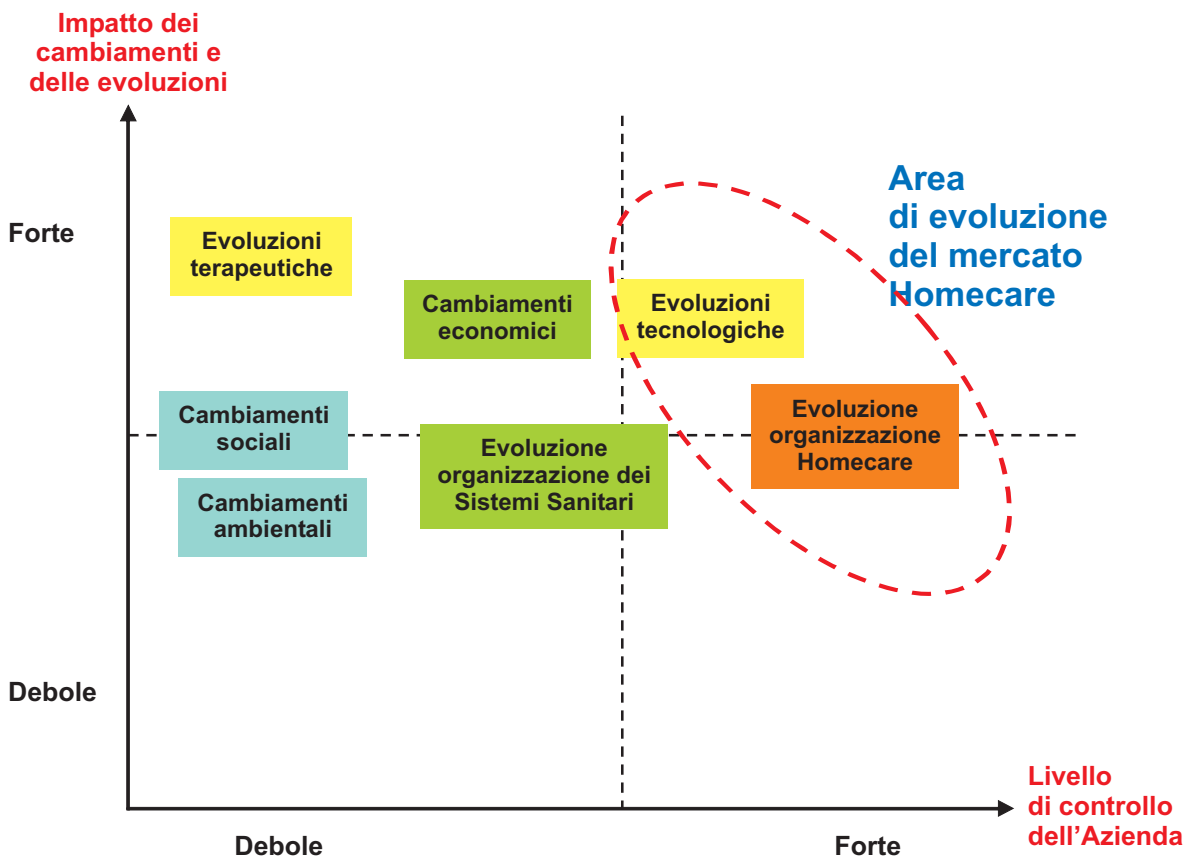 Impatto dei
cambiamenti e
delle evoluzioni
Area
di evoluzione
del mercato
Homecare
Forte
Evoluzioni
terapeutiche
Cambiamenti
economici
Evoluzioni
tecnologiche
Cambiamenti
sociali
Evoluzione
organizzazione
Homecare
Evoluzione
organizzazione dei
Sistemi Sanitari
Cambiamenti
ambientali
Debole
Livello
di controllo
dell’Azienda
Debole
Forte